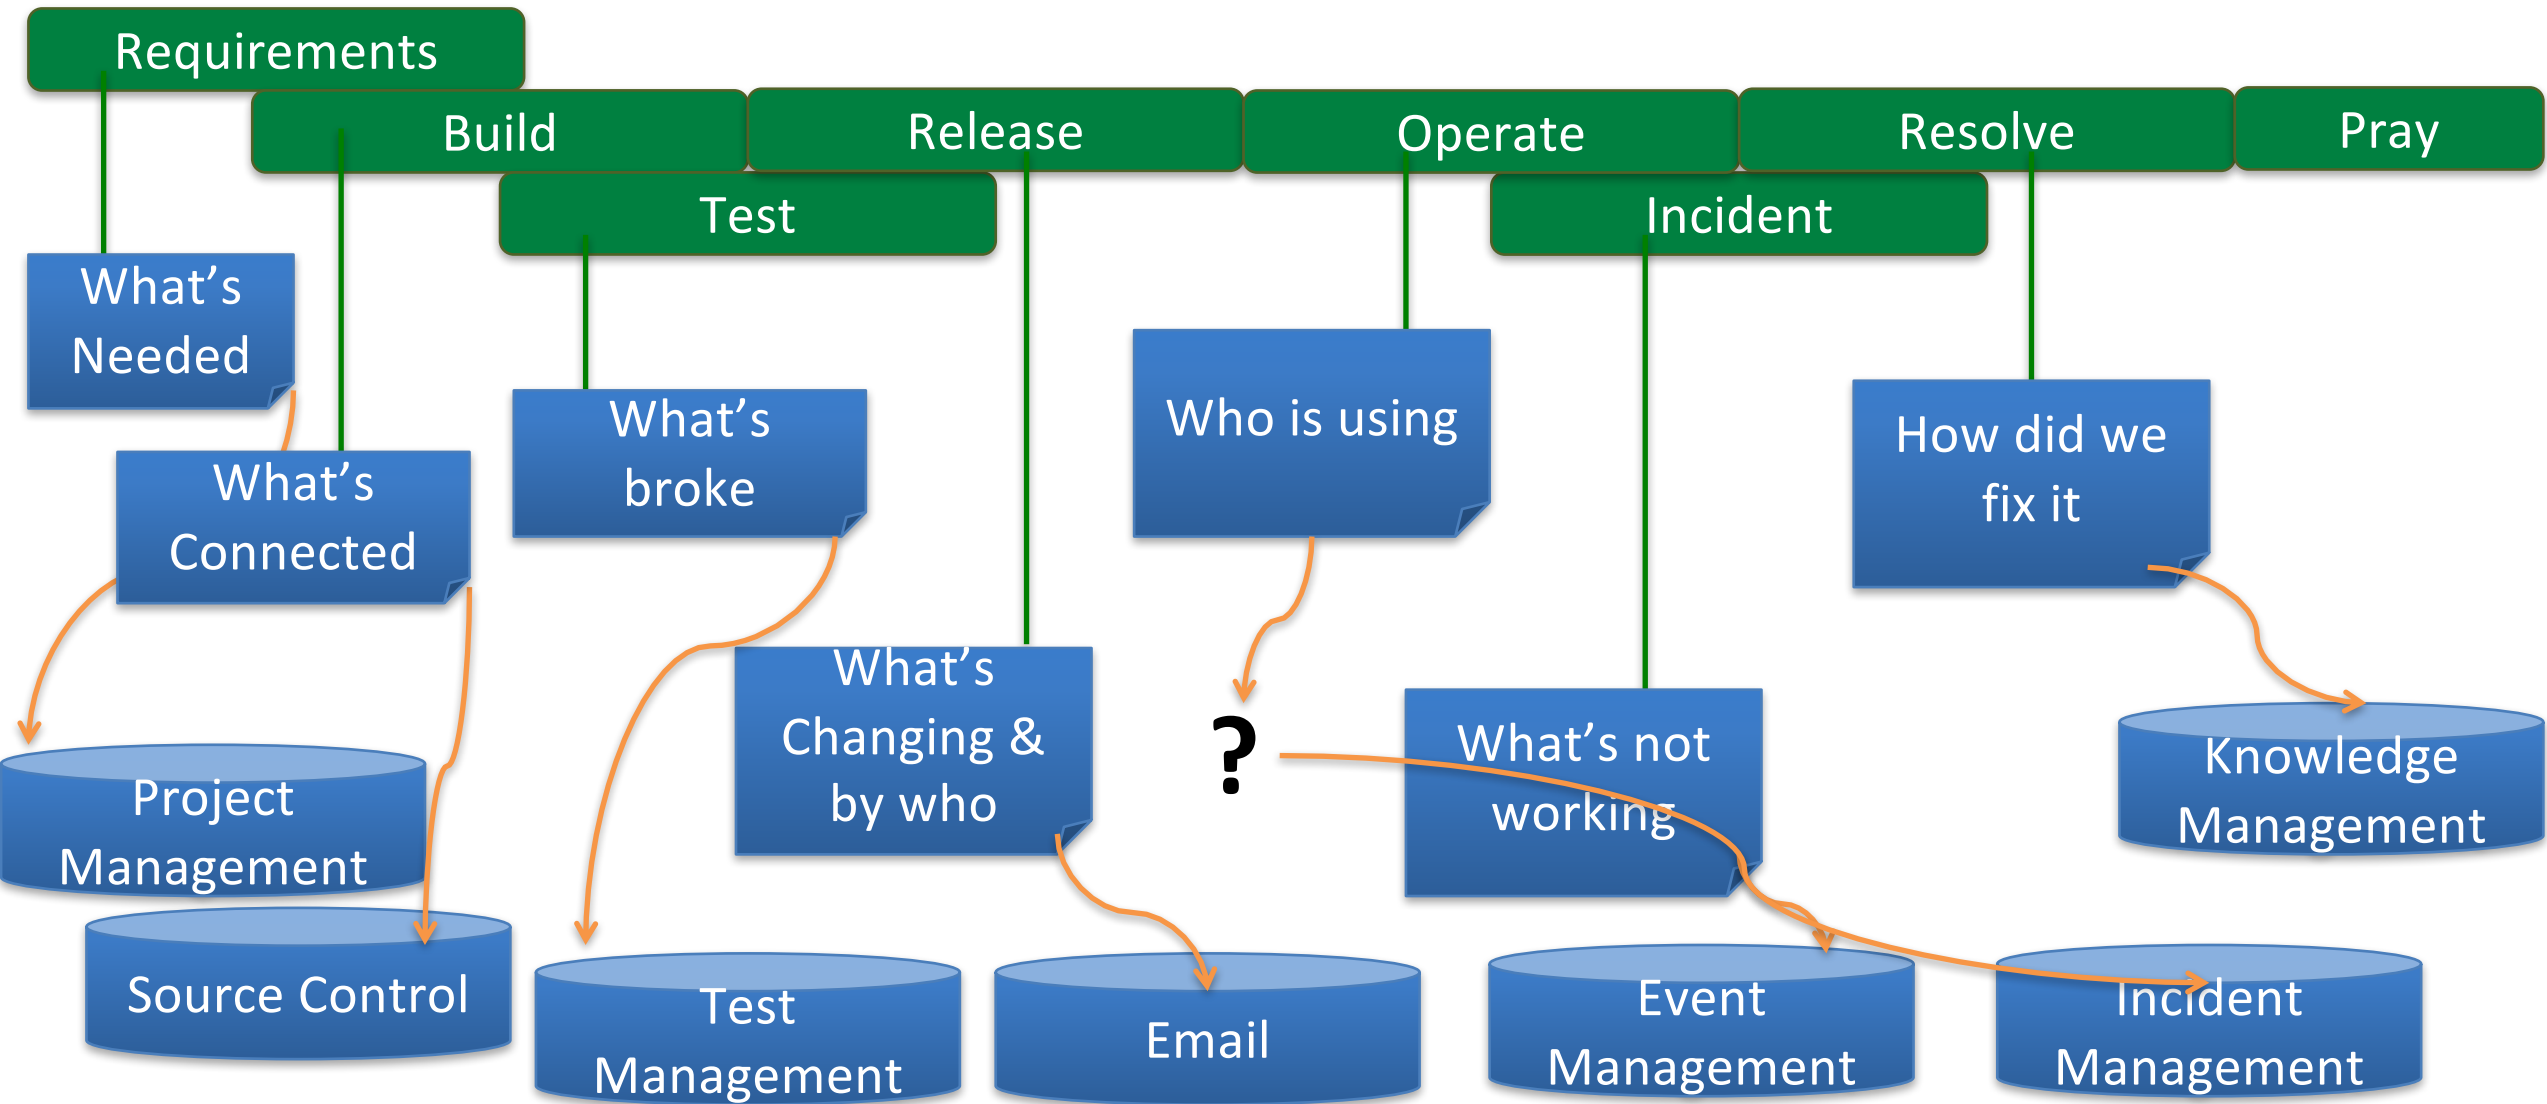 Requirements
Build
Release
Operate
Resolve
Pray
Test
Incident
What's
Needed
What's
Connected
What's
broke
What's
Changing &
by who
Who is using
?
What's not
working
How did we
fix it
Project
Management
Source Control
Test
Management
Email
Event
Management
Incident
Management
Knowledge
Management